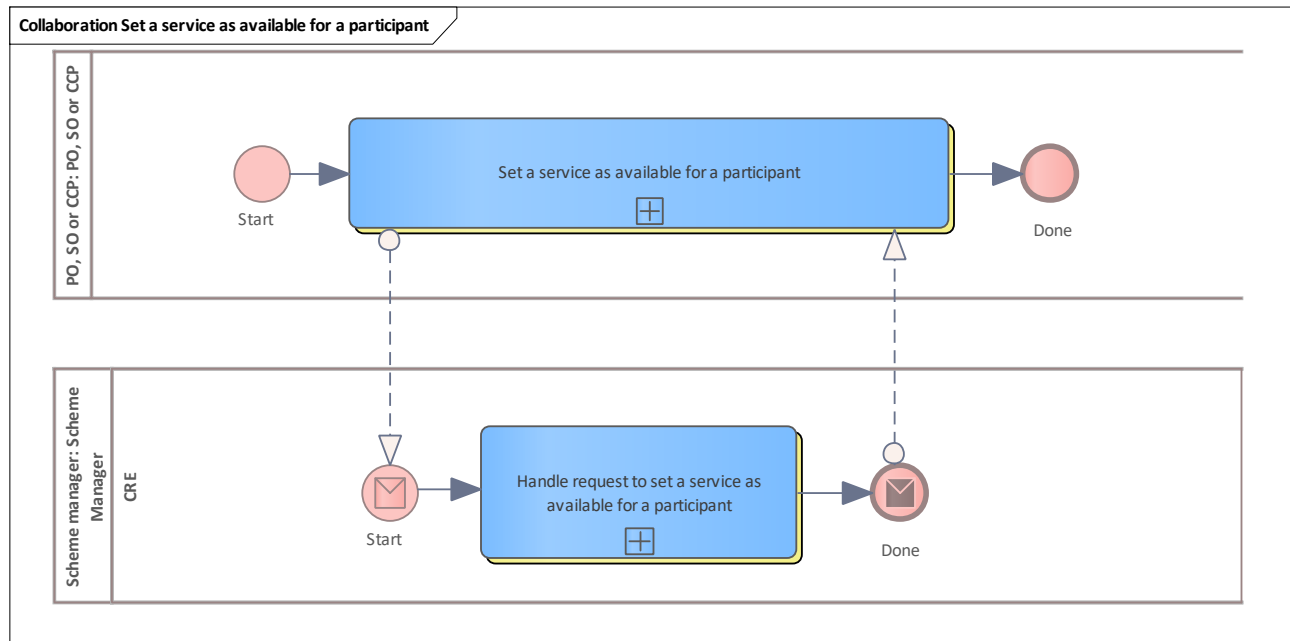 Collaboration Set a service as available for a participant
PO, SO or CCP: PO, SO or CCP
Start
Set a service as available for a participant
Done
Scheme manager: Scheme
Manager
CRE
Start
Handle request to set a service as
available for a participant
Done